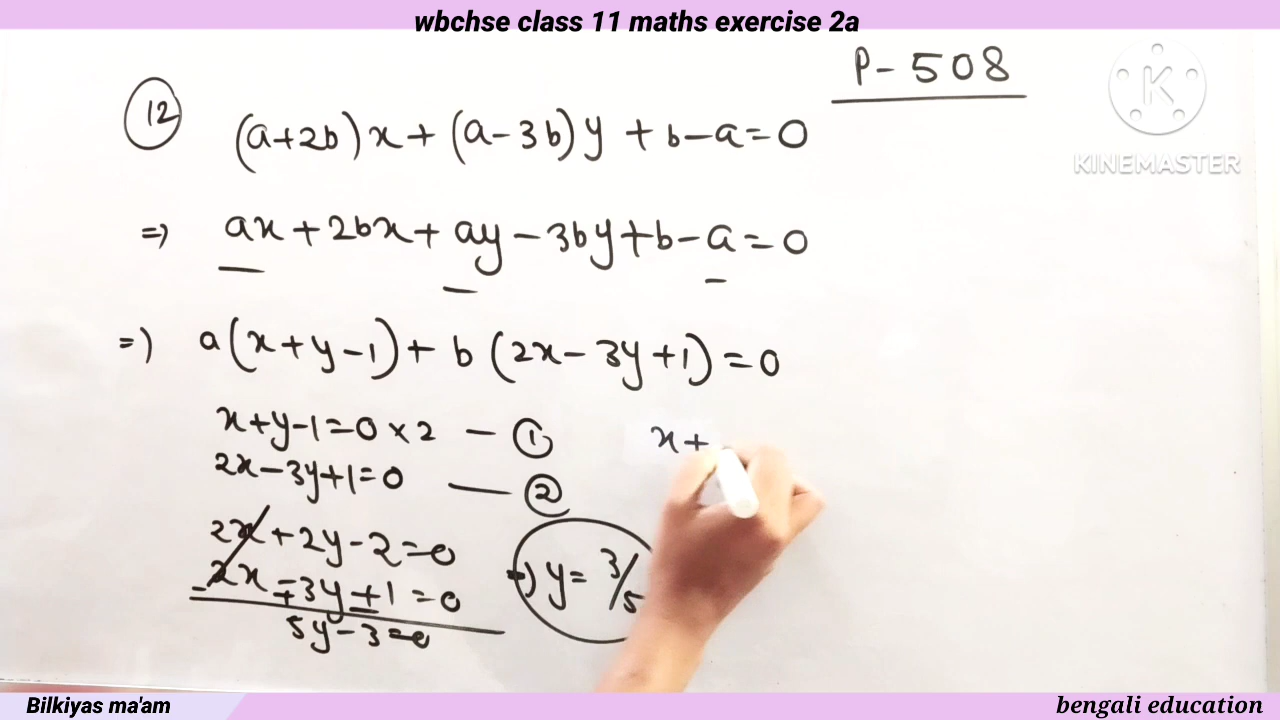 wbchse class 11 maths exercise 2a
P - 508
KINEMASTER
12 (a+2b)x + (a-3b)y + b-a=0
=) ax + 2bx + ay - 3by + b - a = 0
=) a(x+y-1) + b(2x-3y+1) = 0
x+y-1=0 × 2 - ①
x+
2x-3y+1=0 — ②
2x+2y-2=0
2x-3y+1=0
=) y= 3/5
5y-3=0
Bilkiyas ma'am
bengali education